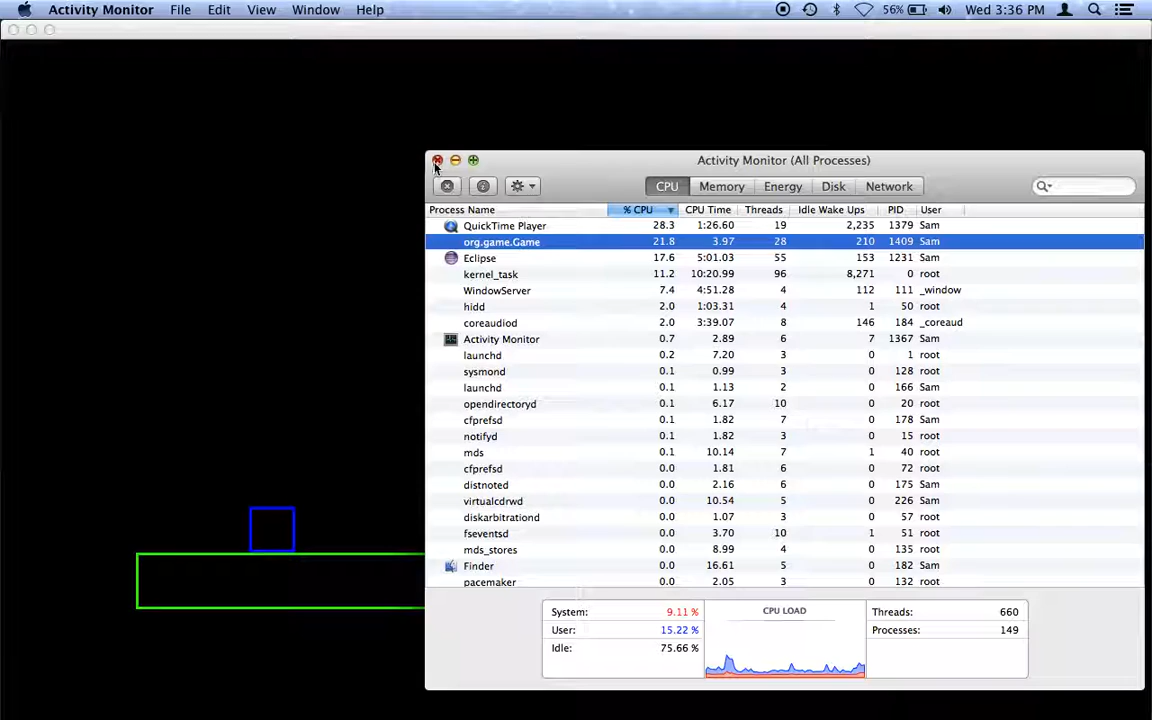 Activity Monitor File Edit View Window Help 56% Wed 3:36 PM
Activity Monitor (All Processes)
CPU Memory Energy Disk Network
Process Name % CPU CPU Time Threads Idle Wake Ups PID User
QuickTime Player 28.3 1:26.60 19 2,235 1379 Sam
org.game.Game 21.8 3.97 28 210 1409 Sam
Eclipse 17.6 5:01.03 55 153 1231 Sam
kernel_task 11.2 10:20.99 96 8,271 0 root
WindowServer 7.4 4:51.28 4 112 111 _window
hidd 2.0 1:03.31 4 1 50 root
coreaudiod 2.0 3:39.07 8 146 184 _coreaud
Activity Monitor 0.7 2.89 6 7 1367 Sam
launchd 0.2 7.20 3 0 1 root
sysmond 0.1 0.99 3 0 128 root
launchd 0.1 1.13 2 0 166 Sam
opendirectoryd 0.1 6.17 10 0 20 root
cfprefsd 0.1 1.82 7 0 178 Sam
notifyd 0.1 1.82 3 0 15 root
mds 0.1 10.14 7 1 40 root
cfprefsd 0.0 1.81 6 0 72 root
distnoted 0.0 2.16 6 0 175 Sam
virtualcdrwd 0.0 10.54 5 0 226 Sam
diskarbitrationd 0.0 1.07 3 0 57 root
fseventsd 0.0 3.70 10 1 51 root
mds_stores 0.0 8.99 4 0 135 root
Finder 0.0 16.61 5 0 182 Sam
pacemaker 0.0 2.05 3 0 132 root
System: 9.11 % CPU LOAD Threads: 660
User: 15.22 % Processes: 149
Idle: 75.66 %